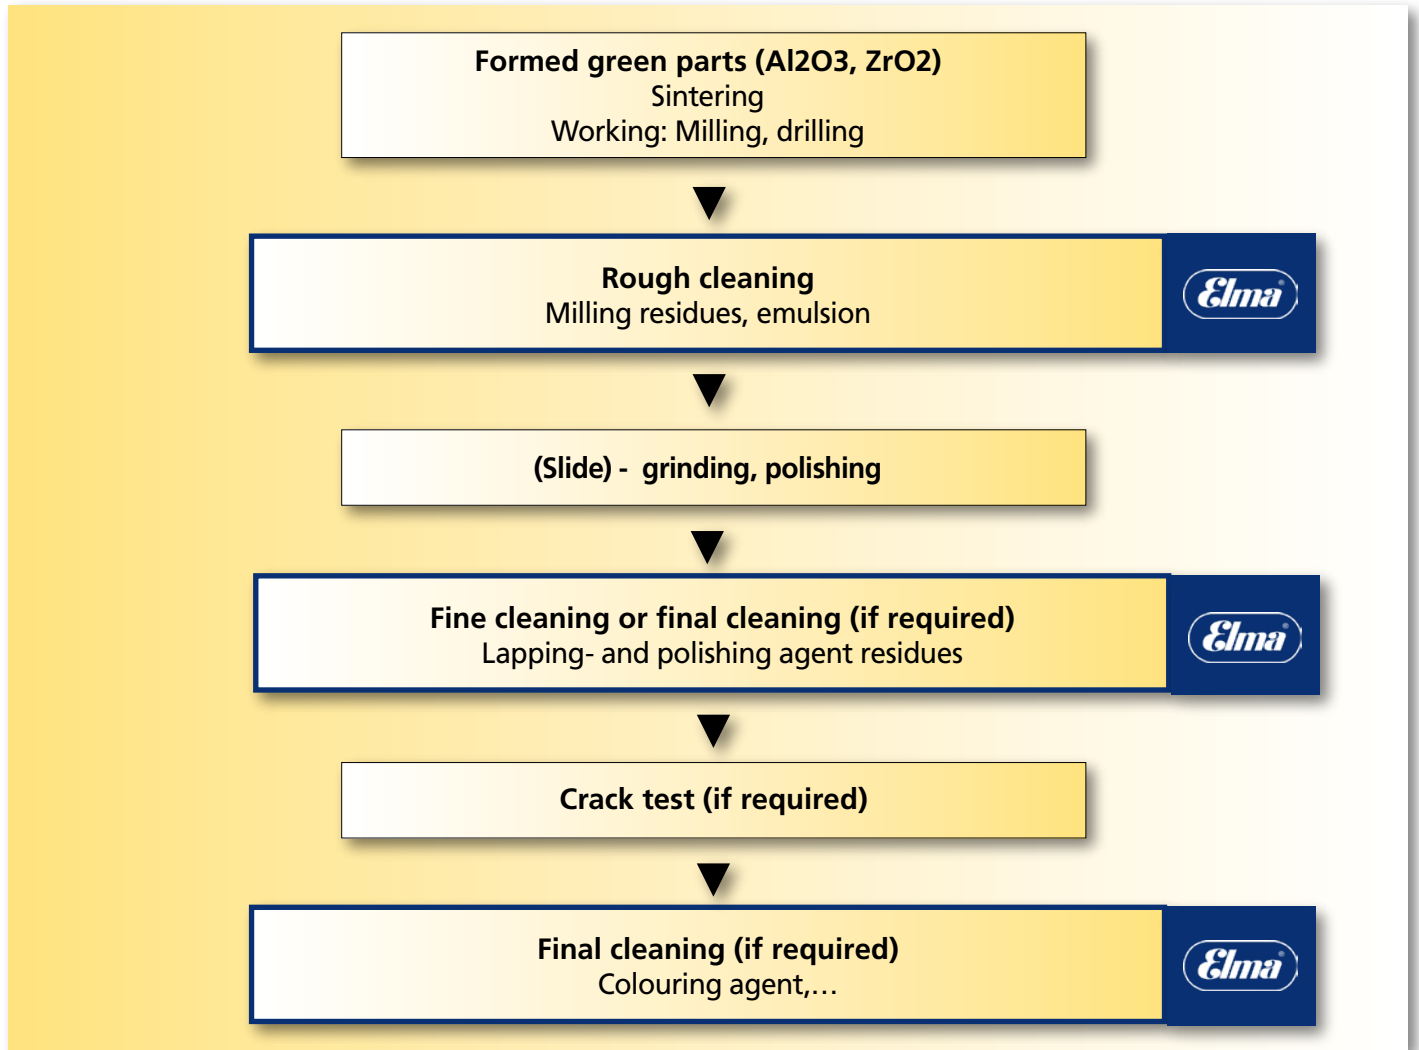 Formed green parts (Al2O3, ZrO2)
Sintering
Working: Milling, drilling
Rough cleaning
Milling residues, emulsion
Elma®
(Slide) - grinding, polishing
Fine cleaning or final cleaning (if required)
Lapping- and polishing agent residues
Elma®
Crack test (if required)
Final cleaning (if required)
Colouring agent,…
Elma®